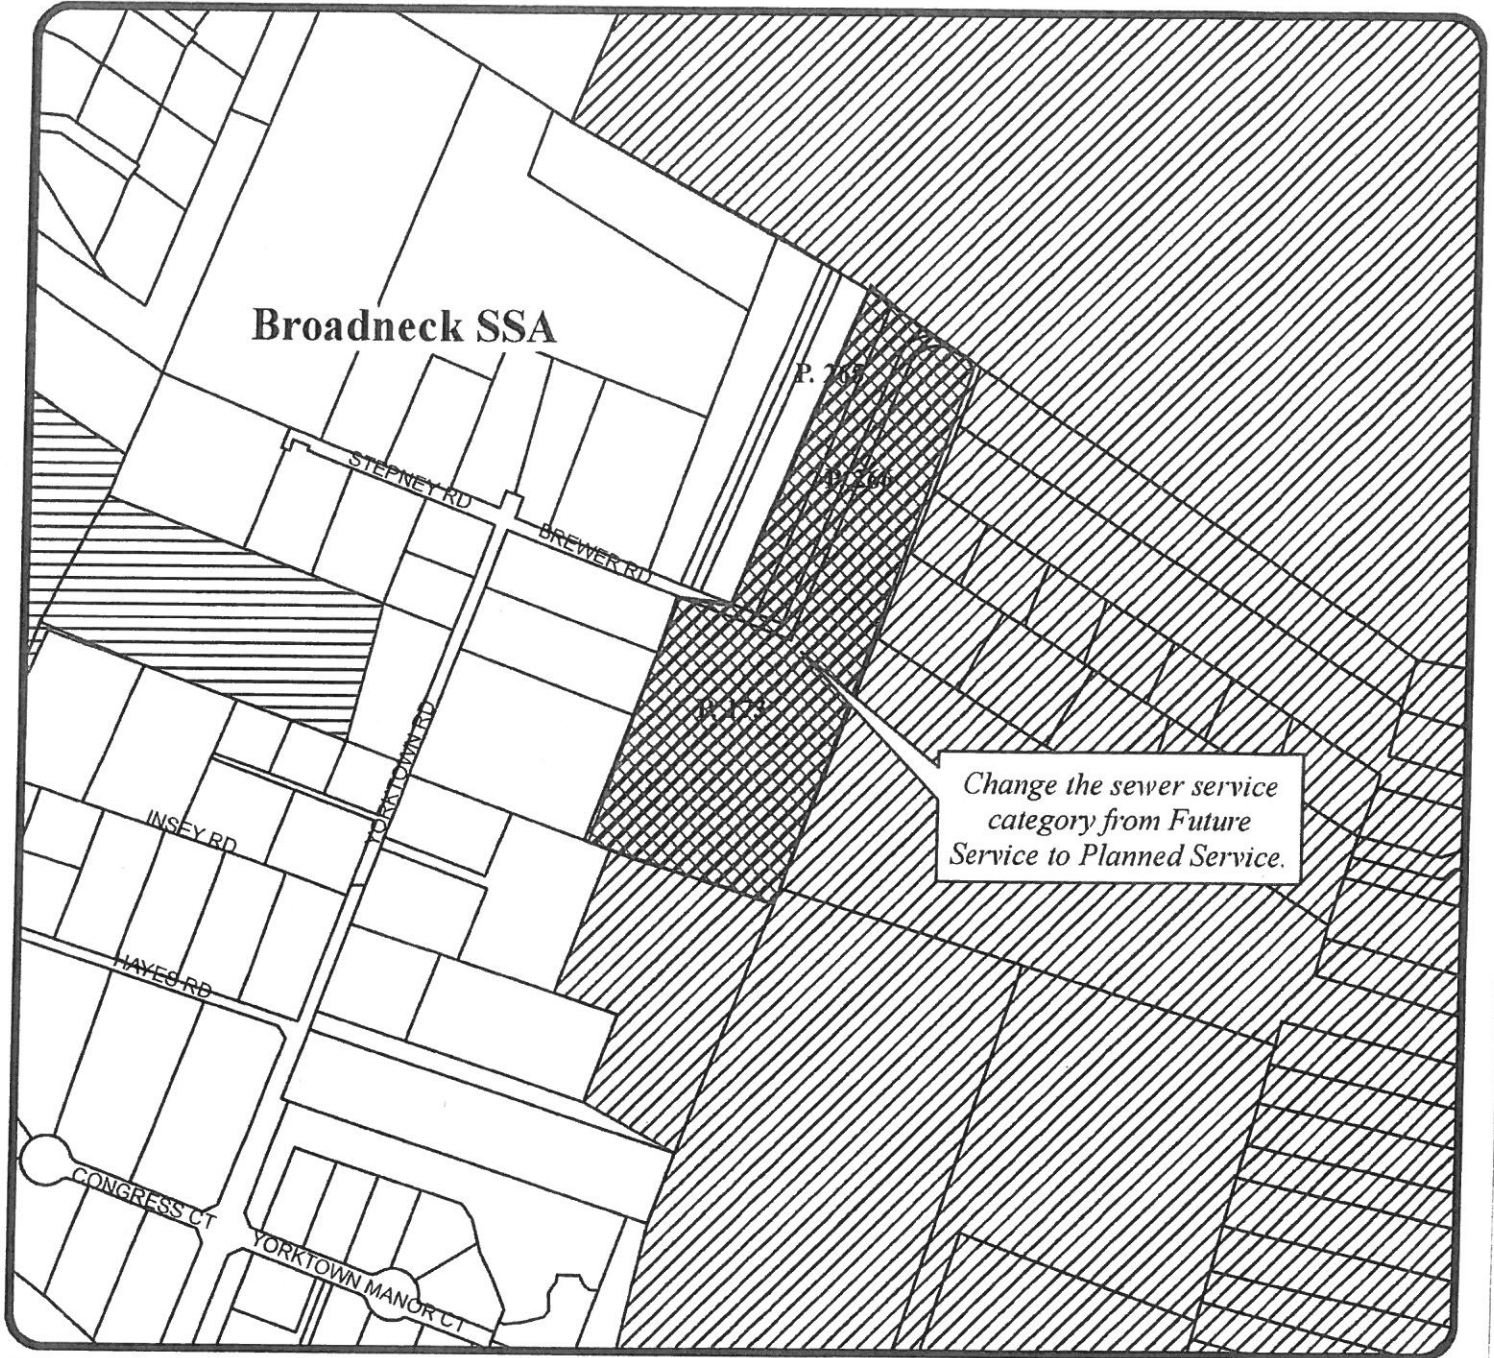 Broadneck SSA
P.
P. 266
STEPNEY RD
BREWER RD
P.
YORKTOWN RD
Change the sewer service
category from Future
Service to Planned Service.
INSEY RD
HAYES RD
CONGRESS CT
YORKTOWN MANOR CT